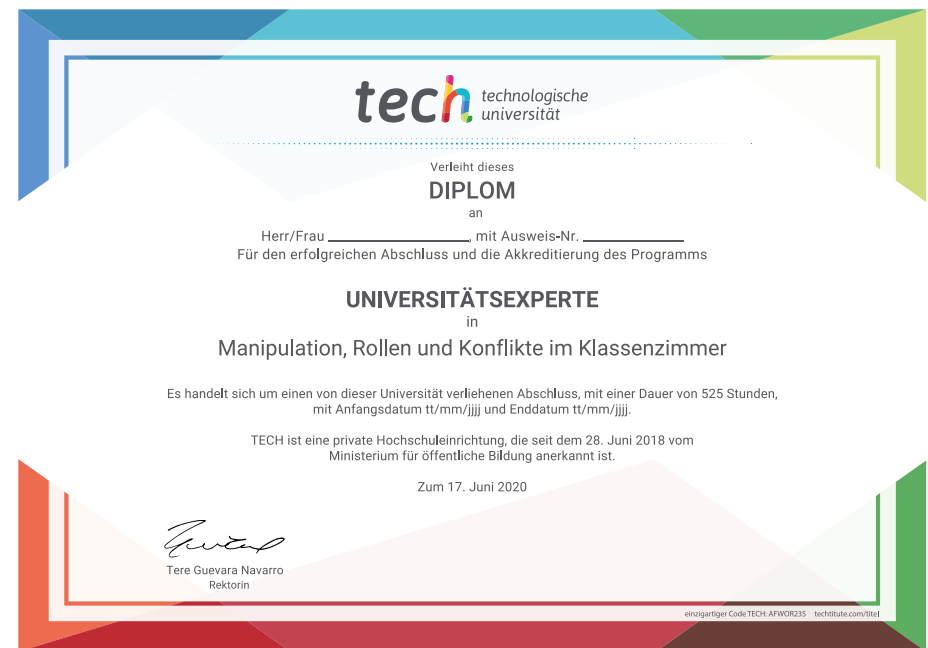 tech technologische
universität
Verleiht dieses
DIPLOM
an
Herr/Frau ____________, mit Ausweis-Nr. ____________
Für den erfolgreichen Abschluss und die Akkreditierung des Programms
UNIVERSITÄTSEXPERTE
in
Manipulation, Rollen und Konflikte im Klassenzimmer
Es handelt sich um einen von dieser Universität verliehenen Abschluss, mit einer Dauer von 525 Stunden,
mit Anfangsdatum tt/mm/jjjj und Enddatum tt/mm/jjjj.
TECH ist eine private Hochschuleinrichtung, die seit dem 28. Juni 2018 vom
Ministerium für öffentliche Bildung anerkannt ist.
Zum 17. Juni 2020
Tere Guevara Navarro
Rektorin
einzigartiger Code TECH: AFWOR23S techtitute.com/titel